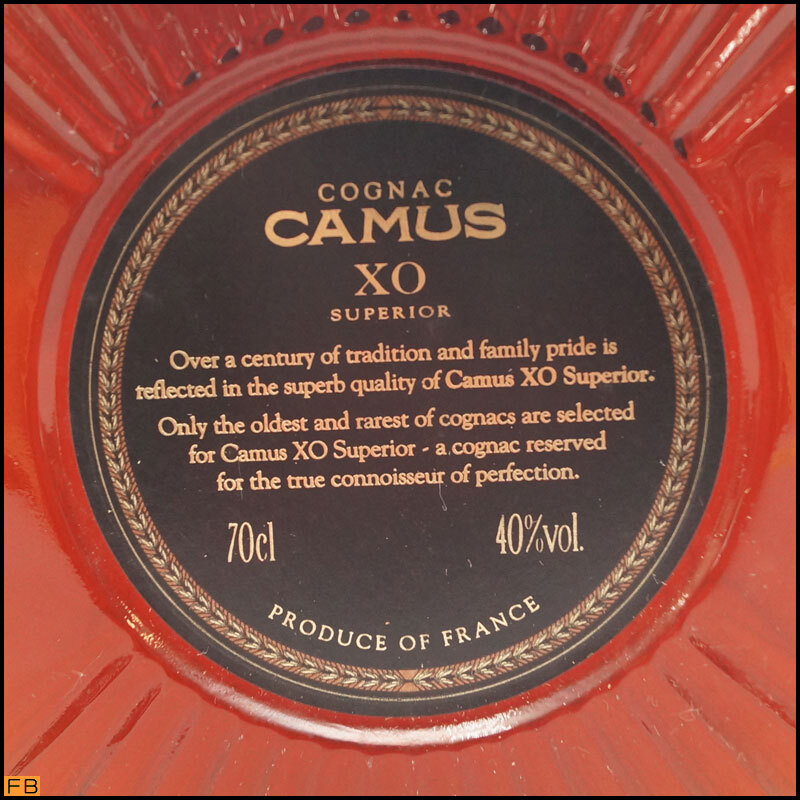 COGNAC
CAMUS
XO
SUPERIOR
Over a century of tradition and family pride is
reflected in the superb quality of Camus XO Superior.
Only the oldest and rarest of cognacs are selected
for Camus XO Superior - a cognac reserved
for the true connoisseur of perfection.
70cl 40%vol.
PRODUCE OF FRANCE
FB